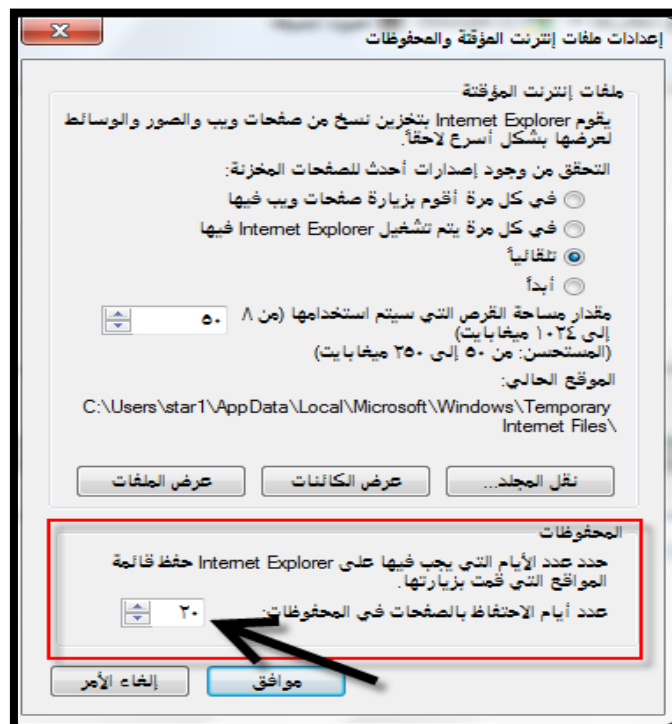 إعدادات ملفات إنترنت المؤقتة والمحفوظات
ملفات إنترنت المؤقتة
يقوم Internet Explorer بتخزين نسخ من صفحات ويب والصور والوسائط
لعرضها بشكل أسرع لاحقاً.
التحقق من وجود إصدارات أحدث للصفحات المخزنة:
في كل مرة أقوم بزيارة صفحات ويب فيها
في كل مرة يتم تشغيل Internet Explorer فيها
تلقائياً
أبداً
مقدار مساحة القرص التي سيتم استخدامها (من ٨ ٥٠
إلى ١٠٢٤ ميغابايت)
(المستحسن: من ٥٠ إلى ٢٥٠ ميغابايت)
الموقع الحالي:
C:\Users\star1\AppData\Local\Microsoft\Windows\Temporary
Internet Files\
نقل المجلد... عرض الكائنات عرض الملفات
المحفوظات
حدد عدد الأيام التي يجب فيها على Internet Explorer حفظ قائمة
المواقع التي قمت بزيارتها.
عدد أيام الاحتفاظ بالصفحات في المحفوظات: ٢٠
موافق إلغاء الأمر